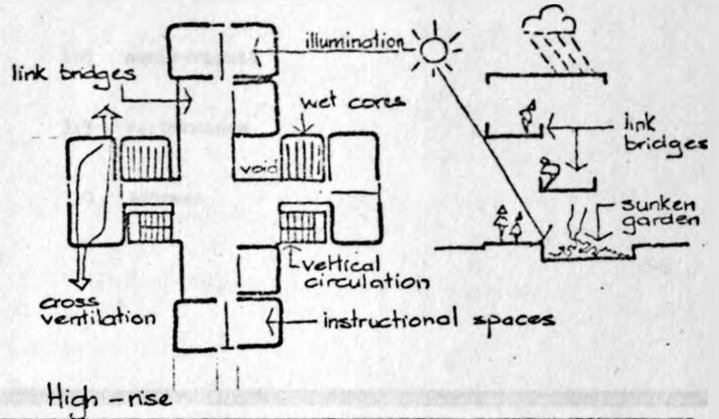 illumination
link bridges
wet cores
void
link
bridges
sunken
garden
vertical
circulation
cross
ventilation
instructional spaces
High-rise